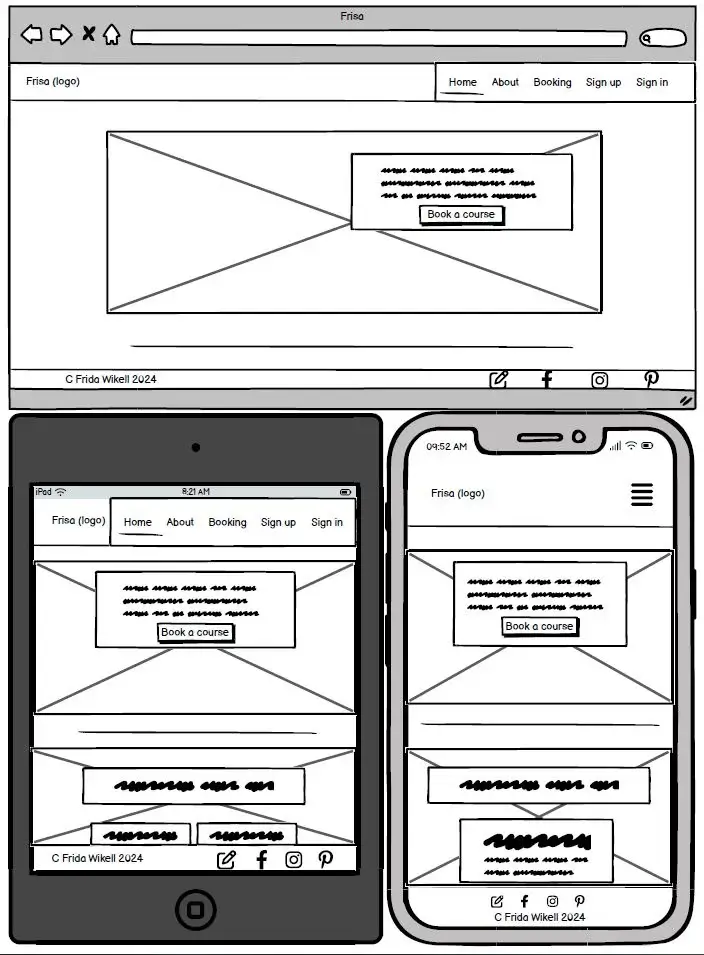 Frisa
Frisa (logo) Home About Booking Sign up Sign in
Book a course
C Frida Wikell 2024
iPad 8:21 AM
Frisa (logo) Home About Booking Sign up Sign in
Book a course
C Frida Wikell 2024
09:52 AM
Frisa (logo)
Book a course
C Frida Wikell 2024